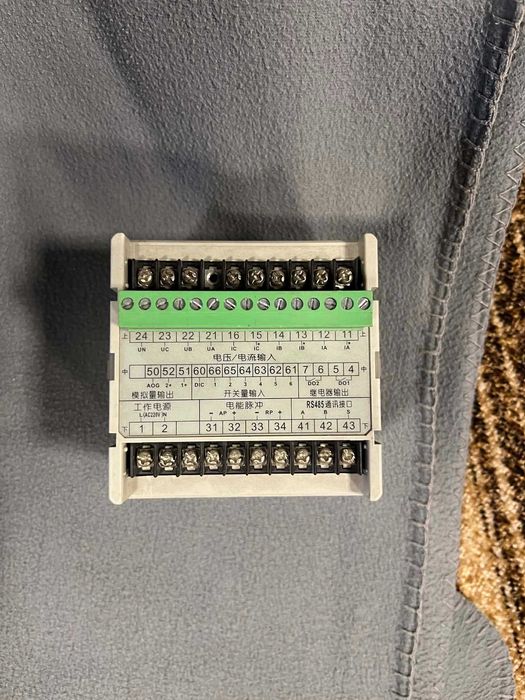 上 24 23 22 21 16 15 14 13 12 11 上
UN UC UB UA IC IC IB IB IA IA
电压/电流输入
中 50 52 51 60 66 65 64 63 62 61 7 6 5 4 中
AOG 2+ 1+ DIC 6 5 4 3 2 1 DO2 DO1
模拟量输出 开关量输入 继电器输出
工作电源 电能脉冲 RS485通讯接口
L/AC220V/N − AP + − RP + A B S
下 1 2 31 32 33 34 41 42 43 下